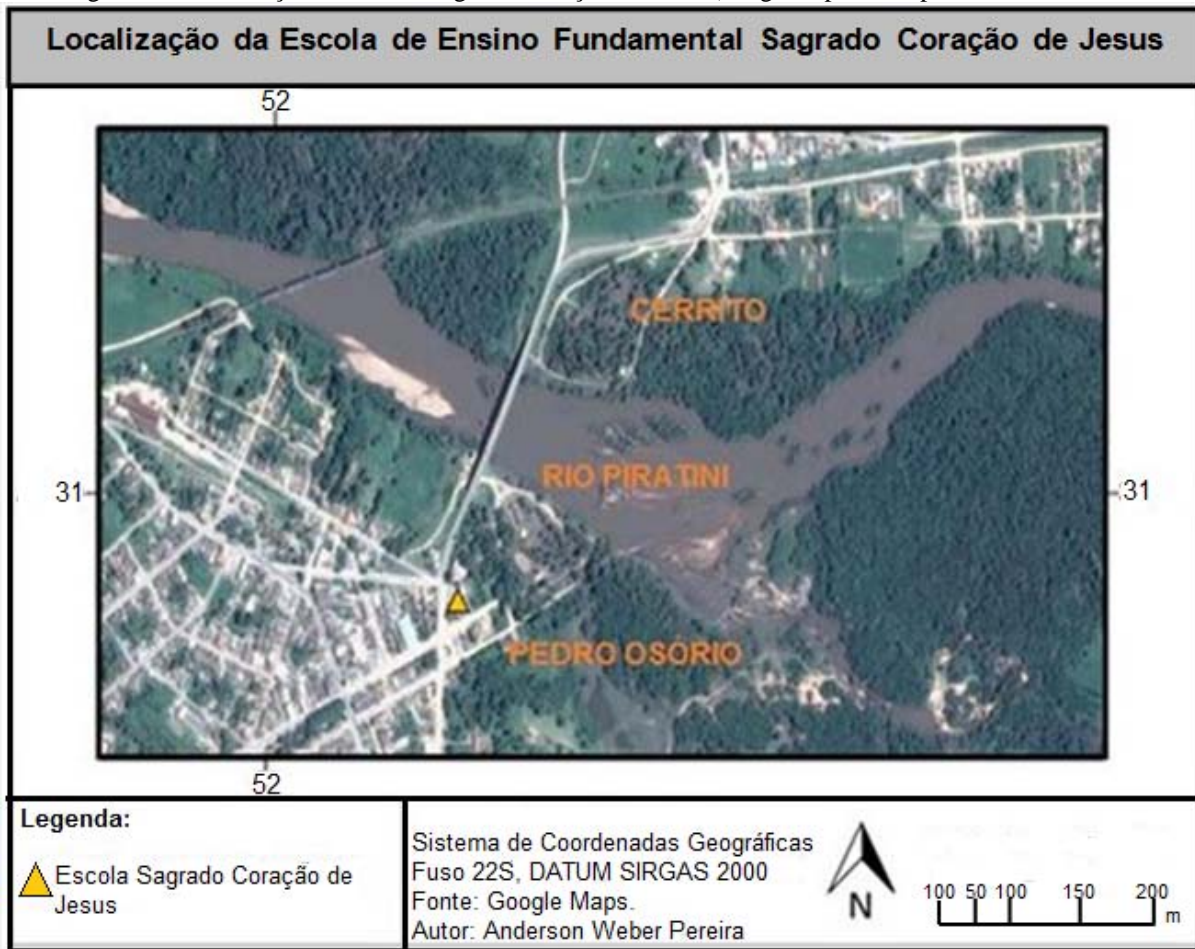 Localização da Escola de Ensino Fundamental Sagrado Coração de Jesus
52
CERRITO
RIO PIRATINI
31
31
PEDRO OSÓRIO
52
Legenda:
Escola Sagrado Coração de
Jesus
Sistema de Coordenadas Geográficas
Fuso 22S, DATUM SIRGAS 2000
Fonte: Google Maps.
Autor: Anderson Weber Pereira
N
100 50 100 150 200
m